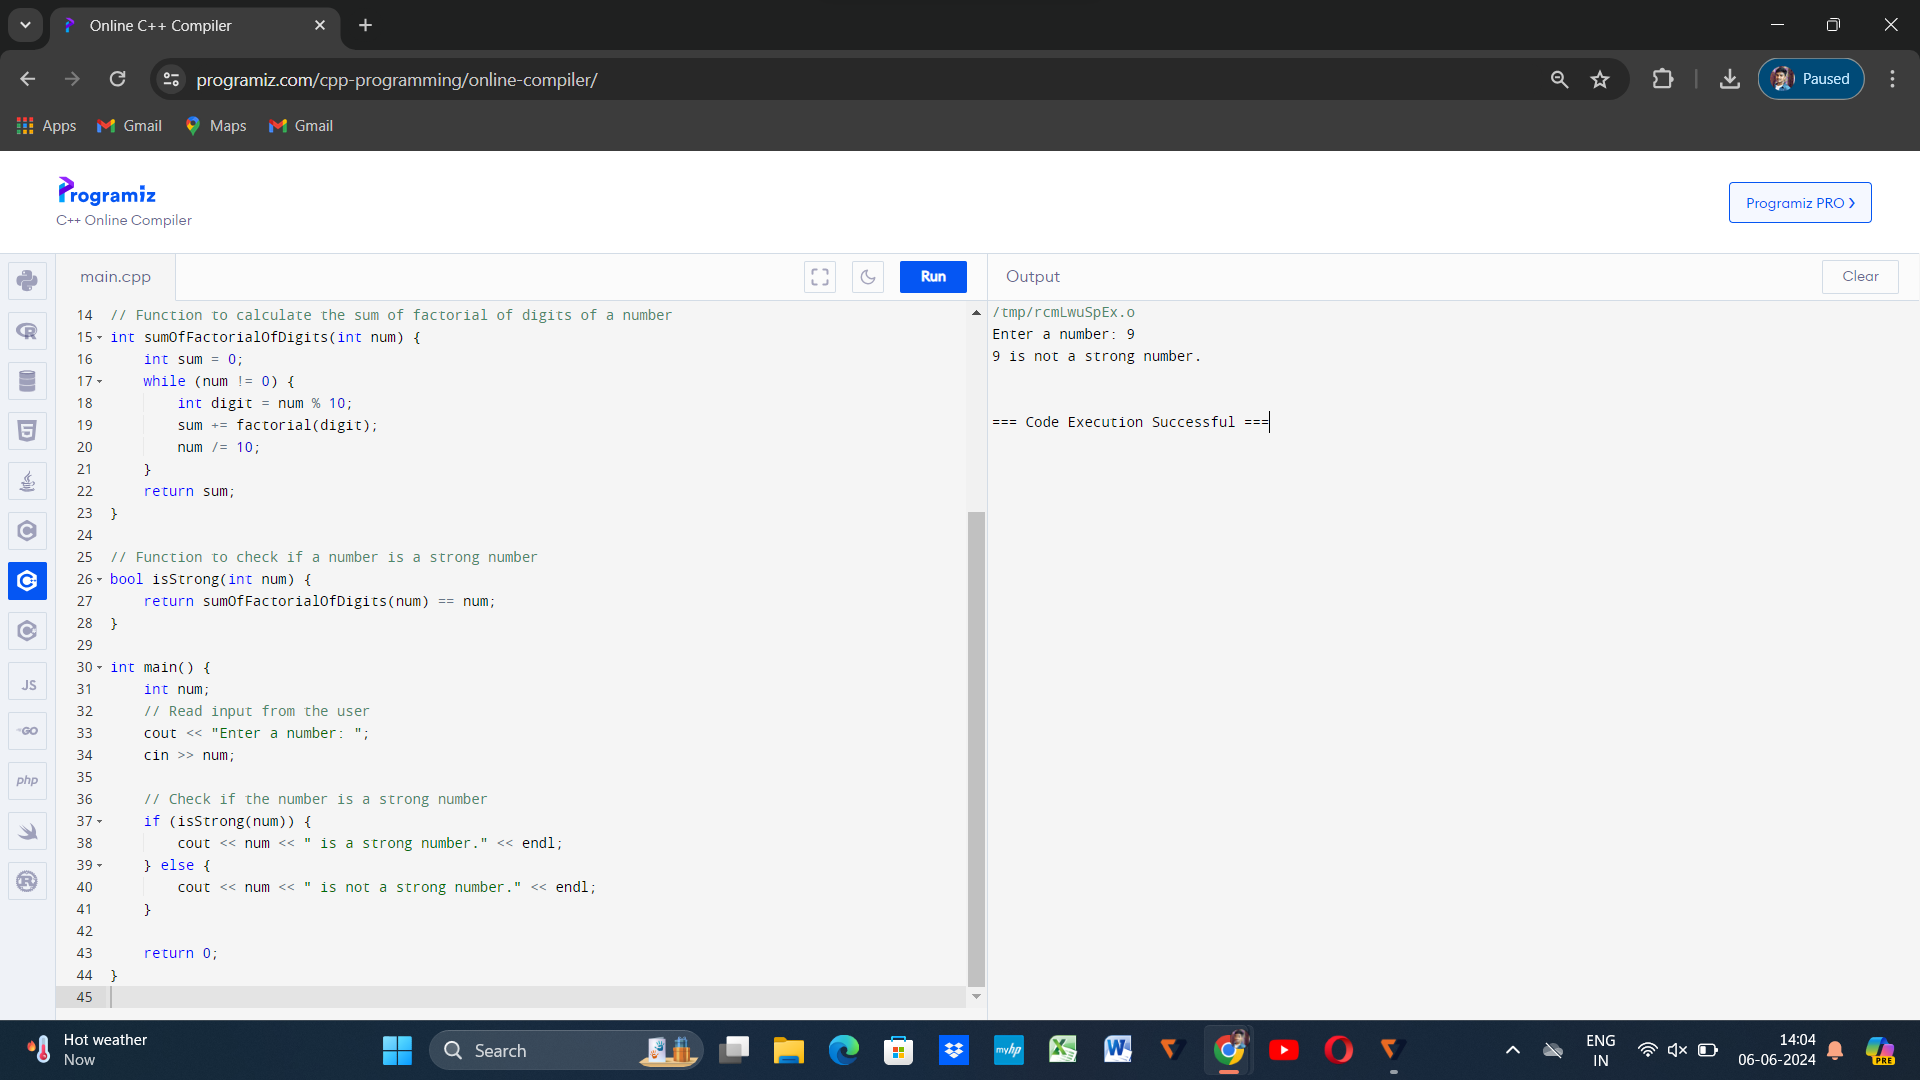 Online C++ Compiler
programiz.com/cpp-programming/online-compiler/
Paused
Apps
Gmail
Maps
Gmail
Programiz
C++ Online Compiler
Programiz PRO
main.cpp
Run
Output
Clear
14 // Function to calculate the sum of factorial of digits of a number
15 int sumOfFactorialOfDigits(int num) {
16     int sum = 0;
17     while (num != 0) {
18         int digit = num % 10;
19         sum += factorial(digit);
20         num /= 10;
21     }
22     return sum;
23 }
24
25 // Function to check if a number is a strong number
26 bool isStrong(int num) {
27     return sumOfFactorialOfDigits(num) == num;
28 }
29
30 int main() {
31     int num;
32     // Read input from the user
33     cout << "Enter a number: ";
34     cin >> num;
35
36     // Check if the number is a strong number
37     if (isStrong(num)) {
38         cout << num << " is a strong number." << endl;
39     } else {
40         cout << num << " is not a strong number." << endl;
41     }
42
43     return 0;
44 }
45
/tmp/rcmLwuSpEx.o
Enter a number: 9
9 is not a strong number.
=== Code Execution Successful ===
JS
GO
php
Hot weather
Now
Search
myhp
ENG
IN
14:04
06-06-2024
PRE